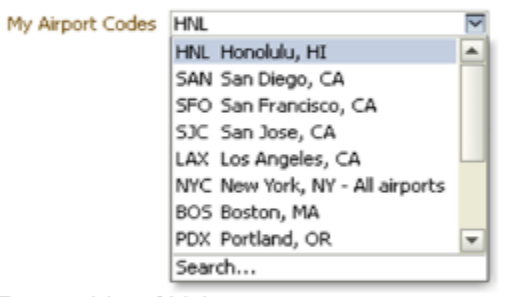 My Airport Codes HNL
HNL Honolulu, HI
SAN San Diego, CA
SFO San Francisco, CA
SJC San Jose, CA
LAX Los Angeles, CA
NYC New York, NY - All airports
BOS Boston, MA
PDX Portland, OR
Search...